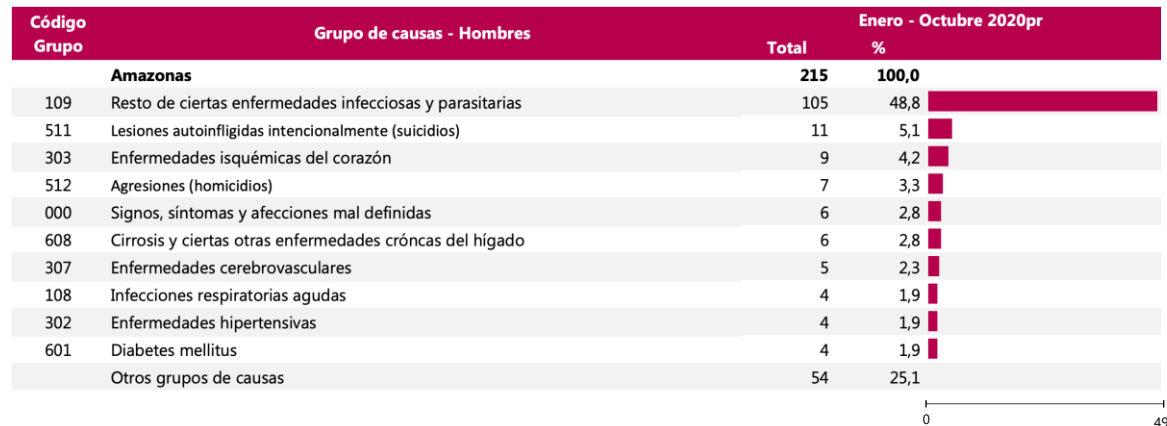 Código Grupo Grupo de causas - Hombres Enero - Octubre 2020pr
Total %
Amazonas 215 100,0
109 Resto de ciertas enfermedades infecciosas y parasitarias 105 48,8
511 Lesiones autoinfligidas intencionalmente (suicidios) 11 5,1
303 Enfermedades isquémicas del corazón 9 4,2
512 Agresiones (homicidios) 7 3,3
000 Signos, síntomas y afecciones mal definidas 6 2,8
608 Cirrosis y ciertas otras enfermedades cróncas del hígado 6 2,8
307 Enfermedades cerebrovasculares 5 2,3
108 Infecciones respiratorias agudas 4 1,9
302 Enfermedades hipertensivas 4 1,9
601 Diabetes mellitus 4 1,9
Otros grupos de causas 54 25,1
0 49